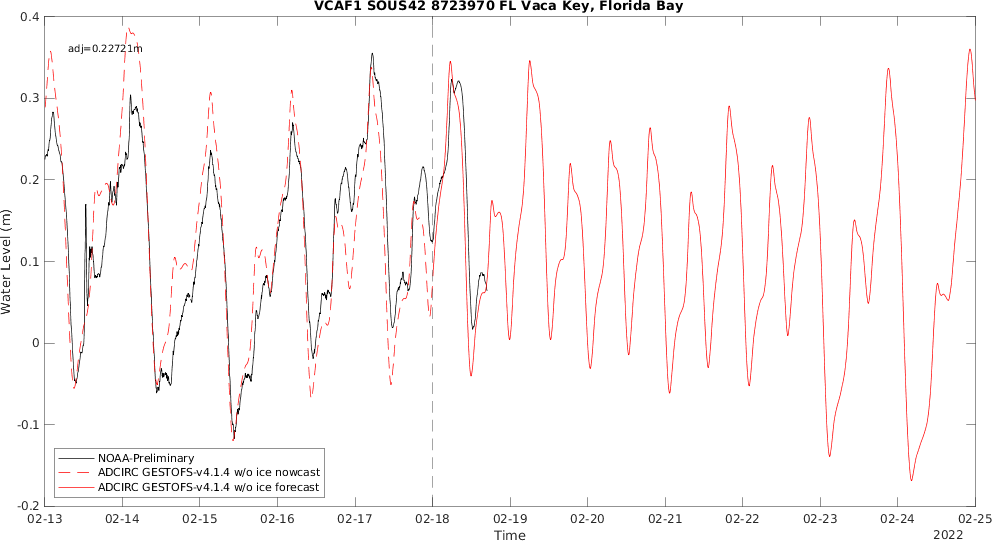 VCAF1 SOUS42 8723970 FL Vaca Key, Florida Bay
adj=0.22721m
0.4
0.3
0.2
0.1
0
-0.1
-0.2
Water Level (m)
NOAA-Preliminary
ADCIRC GESTOFS-v4.1.4 w/o ice nowcast
ADCIRC GESTOFS-v4.1.4 w/o ice forecast
02-13 02-14 02-15 02-16 02-17 02-18 02-19 02-20 02-21 02-22 02-23 02-24 02-25
Time
2022